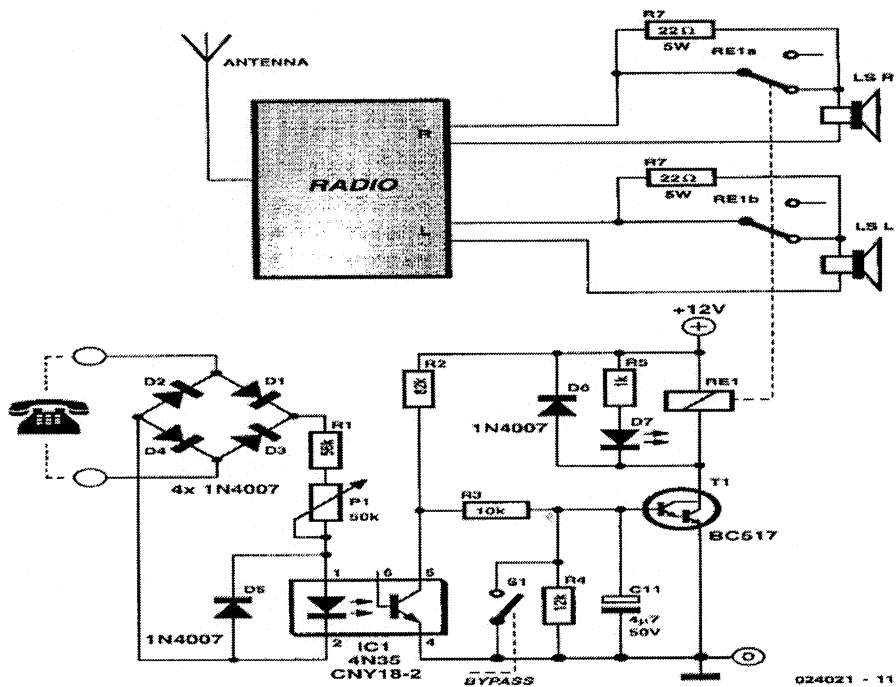 R7
22Ω
5W
RE1a
ANTENNA
LS R
R
RADIO
R7
22Ω
5W
RE1b
L
LS L
+12V
R2
82k
R5
1k
D6
RE1
D2
D1
D7
1N4007
D4
D3
R1
56k
4x 1N4007
P1
50k
R3
10k
T1
BC517
1
6
5
D5
S1
R4
12k
C11
4µ7
50V
1N4007
2
4
IC1
4N35
CNY18-2
BYPASS
024021 - 11